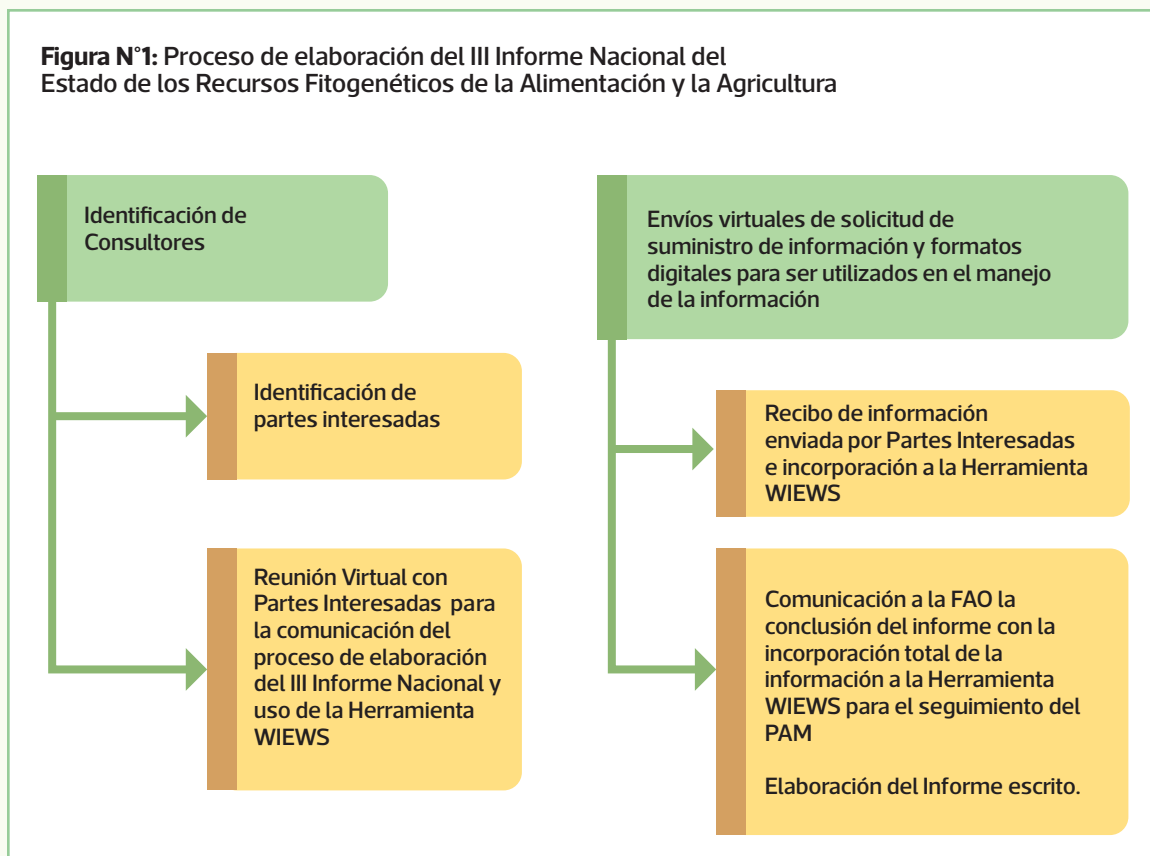 Figura N°1: Proceso de elaboración del III Informe Nacional del
Estado de los Recursos Fitogenéticos de la Alimentación y la Agricultura
Identificación de
Consultores
Identificación de
partes interesadas
Reunión Virtual con
Partes Interesadas para
la comunicación del
proceso de elaboración
del III Informe Nacional y
uso de la Herramienta
WIEWS
Envíos virtuales de solicitud de
suministro de información y formatos
digitales para ser utilizados en el manejo
de la información
Recibo de información
enviada por Partes Interesadas
e incorporación a la Herramienta
WIEWS
Comunicación a la FAO la
conclusión del informe con la
incorporación total de la
información a la Herramienta
WIEWS para el seguimiento del
PAM
Elaboración del Informe escrito.